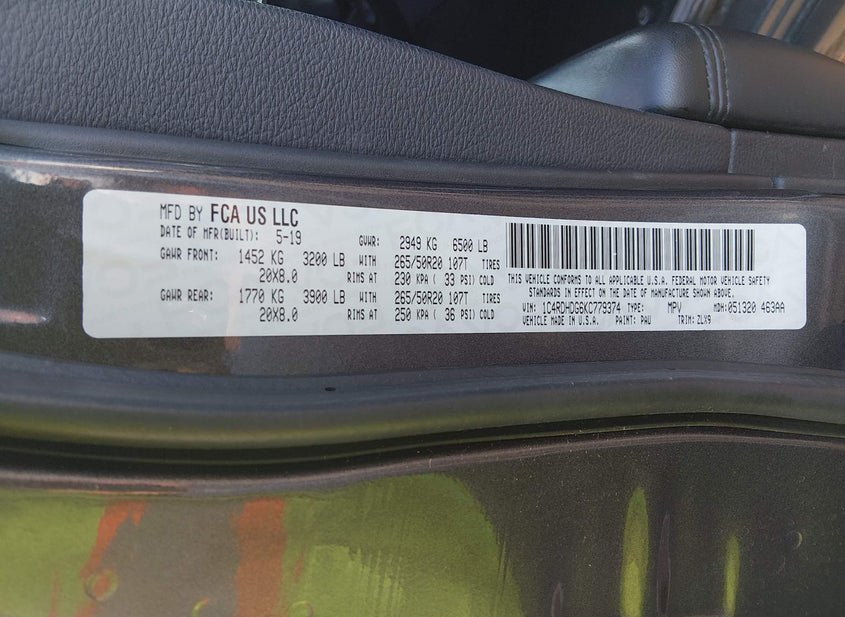 MFD BY FCA US LLC
DATE OF MFR(BUILT): 5-19 GVWR: 2949 KG 6500 LB
GAWR FRONT: 1452 KG 3200 LB WITH 265/50R20 107T TIRES
20X8.0 RIMS AT 230 KPA ( 33 PSI) COLD
GAWR REAR: 1770 KG 3900 LB WITH 265/50R20 107T TIRES
20X8.0 RIMS AT 250 KPA ( 36 PSI) COLD
THIS VEHICLE CONFORMS TO ALL APPLICABLE U.S.A. FEDERAL MOTOR VEHICLE SAFETY
STANDARDS IN EFFECT ON THE DATE OF MANUFACTURE SHOWN ABOVE.
VIN: 1C4RDHDG6KC779374 TYPE: MPV MDH:051320 463AA
VEHICLE MADE IN U.S.A. PAINT: PAU TRIM: ZLX9